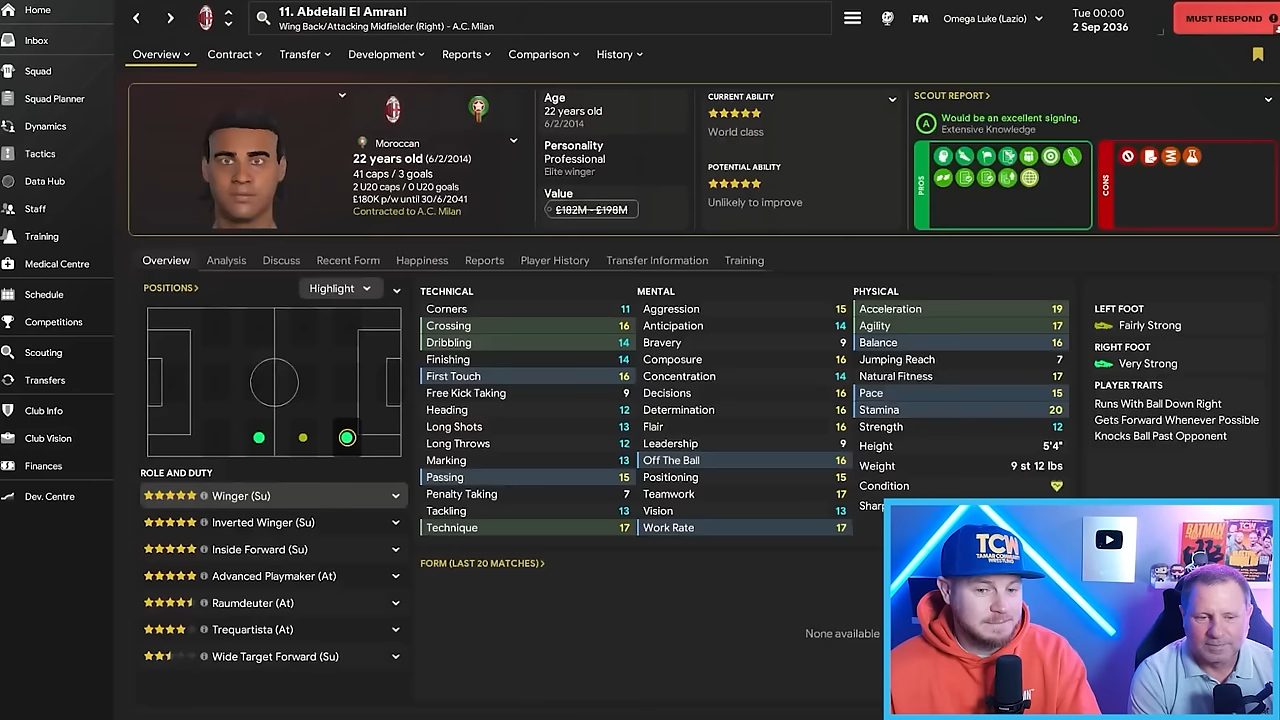 Home
Inbox
Squad
Squad Planner
Dynamics
Tactics
Data Hub
Staff
Training
Medical Centre
Schedule
Competitions
Scouting
Transfers
Club Info
Club Vision
Finances
Dev. Centre
11. Abdelali El Amrani
Wing Back/Attacking Midfielder (Right) - A.C. Milan
FM
Omega Luke (Lazio)
Tue 00:00
2 Sep 2036
MUST RESPOND
Overview
Contract
Transfer
Development
Reports
Comparison
History
Moroccan
22 years old (6/2/2014)
41 caps / 3 goals
2 U20 caps / 0 U20 goals
£180K p/w until 30/6/2041
Contracted to A.C. Milan
Age
22 years old
6/2/2014
Personality
Professional
Elite winger
Value
£182M - £198M
CURRENT ABILITY
World class
POTENTIAL ABILITY
Unlikely to improve
SCOUT REPORT >
A
Would be an excellent signing.
Extensive Knowledge
PROS
CONS
Overview
Analysis
Discuss
Recent Form
Happiness
Reports
Player History
Transfer Information
Training
POSITIONS >
Highlight
ROLE AND DUTY
Winger (Su)
Inverted Winger (Su)
Inside Forward (Su)
Advanced Playmaker (At)
Raumdeuter (At)
Trequartista (At)
Wide Target Forward (Su)
TECHNICAL
Corners 11
Crossing 16
Dribbling 14
Finishing 14
First Touch 16
Free Kick Taking 9
Heading 12
Long Shots 13
Long Throws 12
Marking 13
Passing 15
Penalty Taking 7
Tackling 13
Technique 17
MENTAL
Aggression 15
Anticipation 14
Bravery 9
Composure 16
Concentration 14
Decisions 16
Determination 16
Flair 16
Leadership 9
Off The Ball 16
Positioning 15
Teamwork 17
Vision 13
Work Rate 17
PHYSICAL
Acceleration 19
Agility 17
Balance 16
Jumping Reach 7
Natural Fitness 17
Pace 15
Stamina 20
Strength 12
Height 5'4"
Weight 9 st 12 lbs
Condition
Sharp
LEFT FOOT
Fairly Strong
RIGHT FOOT
Very Strong
PLAYER TRAITS
Runs With Ball Down Right
Gets Forward Whenever Possible
Knocks Ball Past Opponent
FORM (LAST 20 MATCHES) >
None available
TCW
TAMAR
WRESTLING
BATMAN
TCW